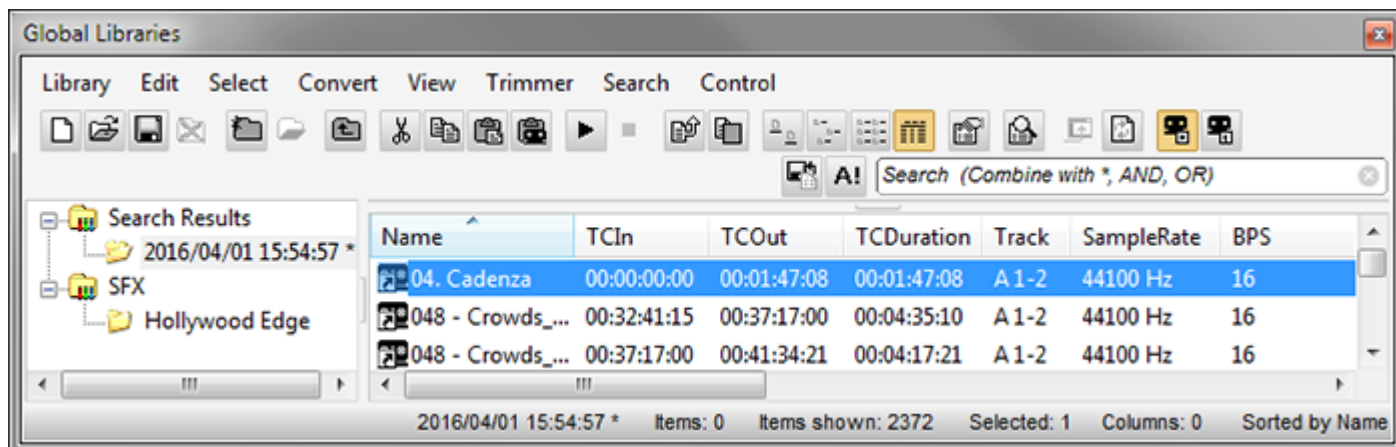 Global Libraries
Library Edit Select Convert View Trimmer Search Control
A! Search (Combine with *, AND, OR)
Search Results
2016/04/01 15:54:57 *
SFX
Hollywood Edge
Name TCIn TCOut TCDuration Track SampleRate BPS
04. Cadenza 00:00:00:00 00:01:47:08 00:01:47:08 A 1-2 44100 Hz 16
048 - Crowds_... 00:32:41:15 00:37:17:00 00:04:35:10 A 1-2 44100 Hz 16
048 - Crowds_... 00:37:17:00 00:41:34:21 00:04:17:21 A 1-2 44100 Hz 16
2016/04/01 15:54:57 * Items: 0 Items shown: 2372 Selected: 1 Columns: 0 Sorted by Name